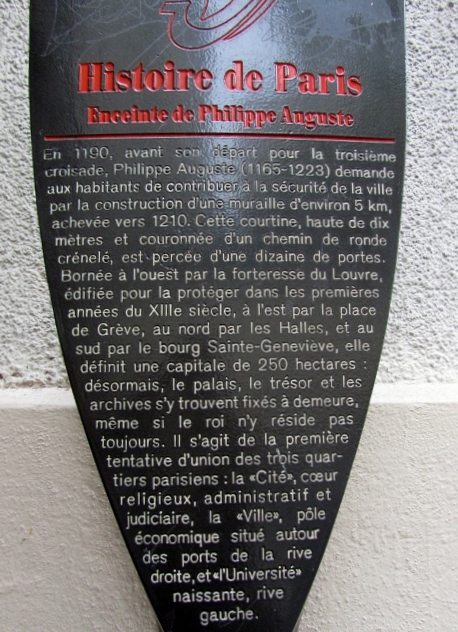 Histoire de Paris
Enceinte de Philippe Auguste
En 1190, avant son départ pour la troisième
croisade, Philippe Auguste (1165-1223) demande
aux habitants de contribuer à la sécurité de la ville
par la construction d'une muraille d'environ 5 km,
achevée vers 1210. Cette courtine, haute de dix
mètres et couronnée d'un chemin de ronde
crénelé, est percée d'une dizaine de portes.
Bornée à l'ouest par la forteresse du Louvre,
édifiée pour la protéger dans les premières
années du XIIIe siècle, à l'est par la place
de Grève, au nord par les Halles, et au
sud par le bourg Sainte-Geneviève, elle
définit une capitale de 250 hectares :
désormais, le palais, le trésor et les
archives s'y trouvent fixés à demeure,
même si le roi n'y réside pas
toujours. Il s'agit de la première
tentative d'union des trois quar-
tiers parisiens : la «Cité», cœur
religieux, administratif et
judiciaire, la «Ville», pôle
économique situé autour
des ports de la rive
droite, et «l'Université»
naissante, rive
gauche.